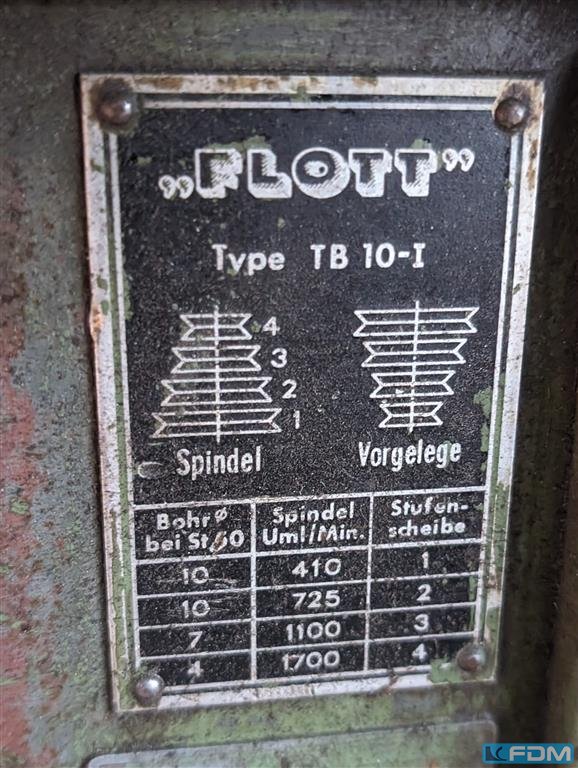 „FLOTT”
Type TB 10-I
4
3
2
1
Spindel Vorgelege
Bohr ø bei St.60 Spindel Uml/Min. Stufen-scheibe
10 410 1
10 725 2
7 1100 3
4 1700 4
FDM